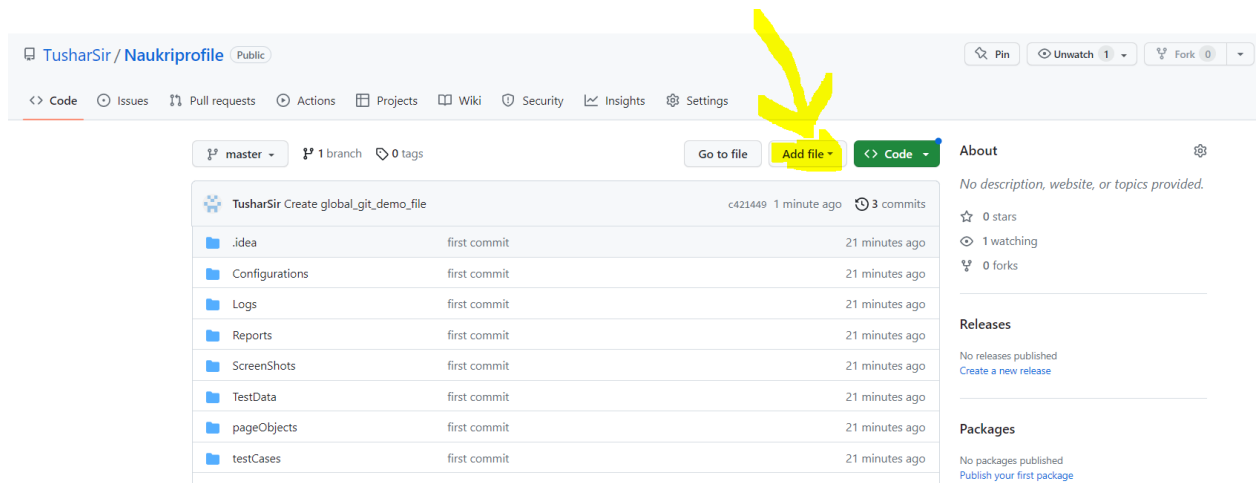 TusharSir / Naukriprofile Public
Pin
Unwatch 1
Fork 0
Code Issues Pull requests Actions Projects Wiki Security Insights Settings
master 1 branch 0 tags
Go to file Add file Code
TusharSir Create global_git_demo_file c421449 1 minute ago 3 commits
.idea first commit 21 minutes ago
Configurations first commit 21 minutes ago
Logs first commit 21 minutes ago
Reports first commit 21 minutes ago
ScreenShots first commit 21 minutes ago
TestData first commit 21 minutes ago
pageObjects first commit 21 minutes ago
testCases first commit 21 minutes ago
About
No description, website, or topics provided.
0 stars
1 watching
0 forks
Releases
No releases published
Create a new release
Packages
No packages published
Publish your first package